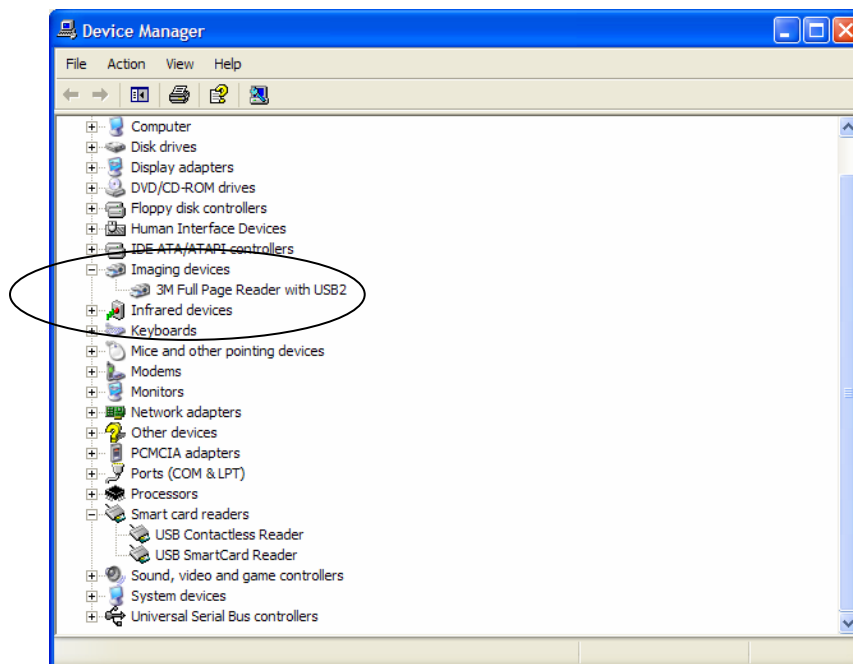 Device Manager
File Action View Help
Computer
Disk drives
Display adapters
DVD/CD-ROM drives
Floppy disk controllers
Human Interface Devices
IDE ATA/ATAPI controllers
Imaging devices
3M Full Page Reader with USB2
Infrared devices
Keyboards
Mice and other pointing devices
Modems
Monitors
Network adapters
Other devices
PCMCIA adapters
Ports (COM & LPT)
Processors
Smart card readers
USB Contactless Reader
USB SmartCard Reader
Sound, video and game controllers
System devices
Universal Serial Bus controllers